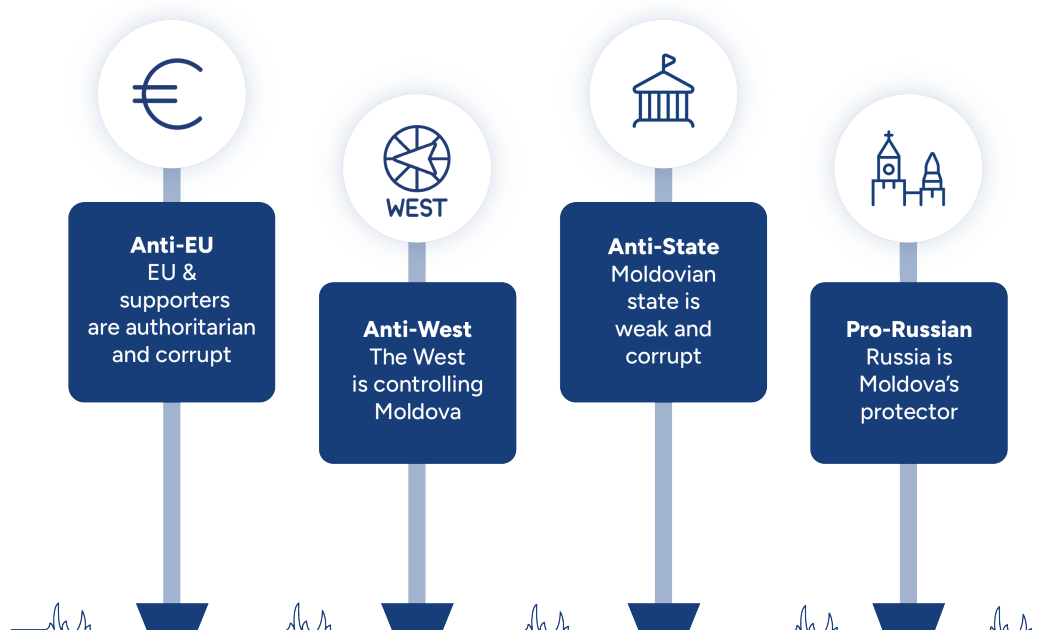 Anti-EU
EU &
supporters
are authoritarian
and corrupt
WEST
Anti-West
The West
is controlling
Moldova
Anti-State
Moldovian
state is
weak and
corrupt
Pro-Russian
Russia is
Moldova’s
protector